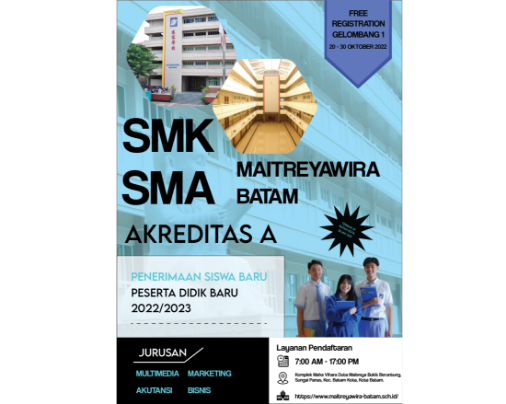 FREE
REGISTRATION
GELOMBANG 1
20 - 30 OKTOBER 2022
SMK
SMA
MAITREYAWIRA
BATAM
AKREDITAS A
PENERIMAAN SISWA BARU
PESERTA DIDIK BARU
2022/2023
JURUSAN
MULTIMEDIA MARKETING
AKUTANSI BISNIS
Layanan Pendaftaran
7:00 AM - 17:00 PM
Komplek Maha Vihara Duta Maitreya Bukit Beruntung,
Sungai Panas, Kec. Batam Kota, Kota Batam.
https://www.maitreyawira-batam.sch.id/